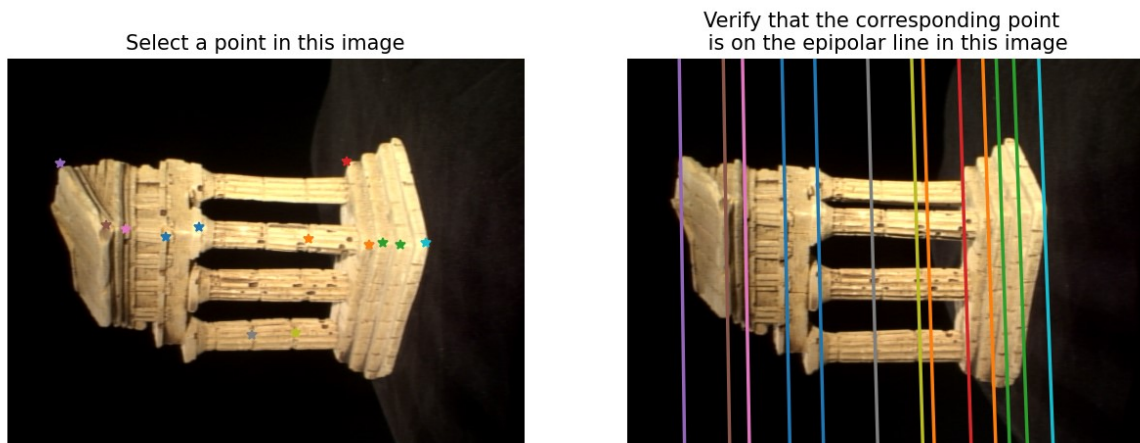 Select a point in this image
Verify that the corresponding point
is on the epipolar line in this image